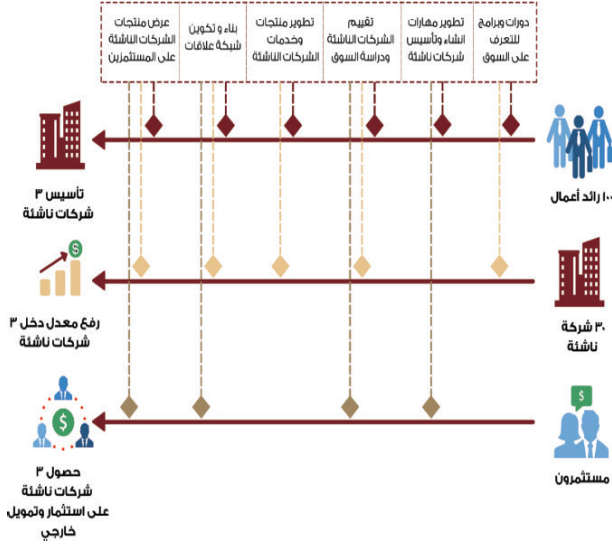 دورات وبرامج
للتعرف
على السوق
تطوير مهارات
انشاء وتأسيس
شركات ناشئة
تقييم
الشركات الناشئة
ودراسة السوق
تطوير منتجات
وخدمات
الشركات الناشئة
بناء و تكوين
شبكة علاقات
عرض منتجات
الشركات الناشئة
على المستثمرين
١٠٠ رائد أعمال
تأسيس ٣
شركات ناشئة
٣٠ شركة
ناشئة
$
رفع معدل دخل ٣
شركات ناشئة
$
مستثمرون
$
حصول ٣
شركات ناشئة
على استثمار وتمويل
خارجي